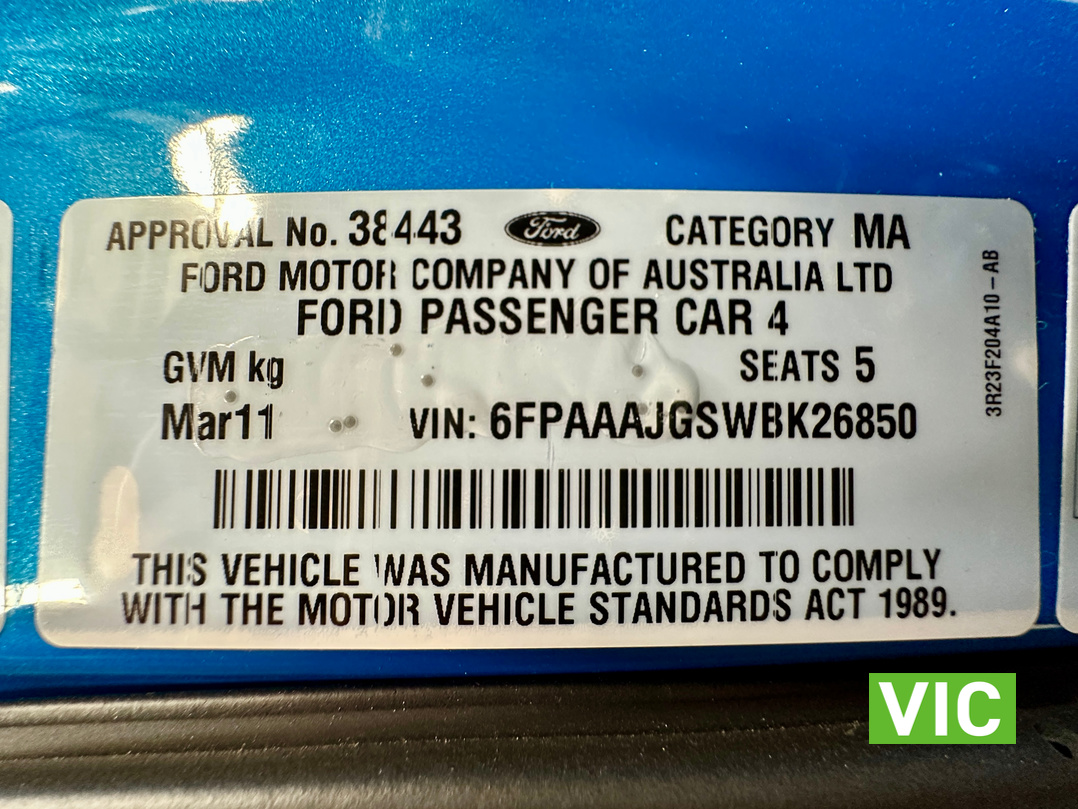 APPROVAL No. 38443 Ford CATEGORY MA
FORD MOTOR COMPANY OF AUSTRALIA LTD
FORD PASSENGER CAR 4
GVM kg SEATS 5
Mar11 VIN: 6FPAAAJGSWBK26850
THIS VEHICLE WAS MANUFACTURED TO COMPLY
WITH THE MOTOR VEHICLE STANDARDS ACT 1989.
3R23F204A10-AB
VIC